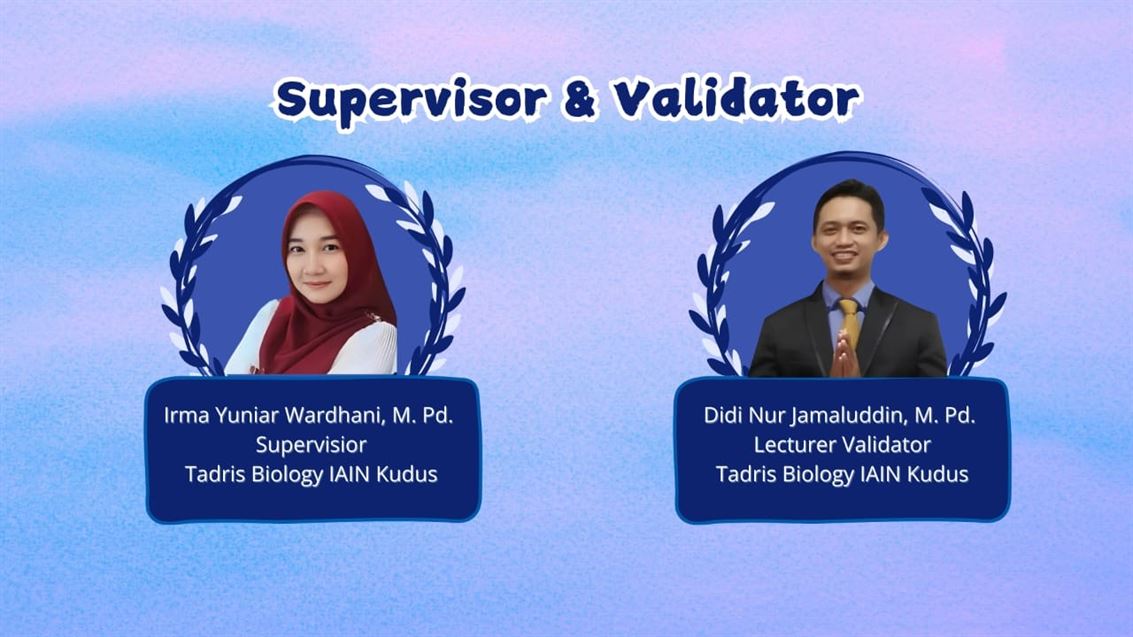 Supervisor & Validator
Irma Yuniar Wardhani, M. Pd.
Supervisior
Tadris Biology IAIN Kudus
Didi Nur Jamaluddin, M. Pd.
Lecturer Validator
Tadris Biology IAIN Kudus